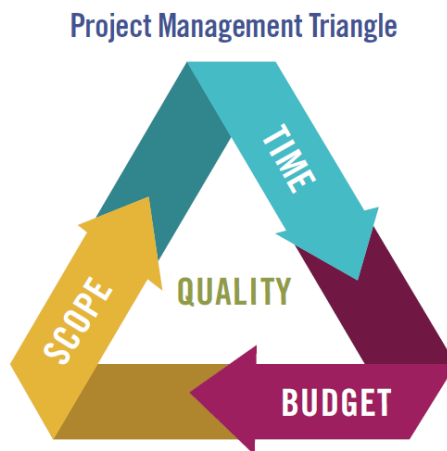 Project Management Triangle
TIME
QUALITY
SCOPE
BUDGET